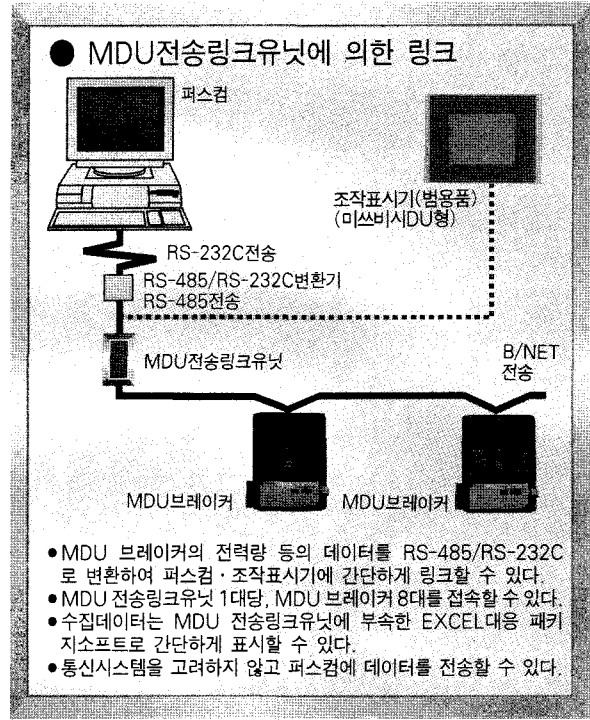 ● MDU전송링크유닛에 의한 링크
퍼스컴
조작표시기(범용품)
(미쓰비시DU형)
RS-232C전송
RS-485/RS-232C변환기
RS-485전송
MDU전송링크유닛
B/NET
전송
MDU브레이커
MDU브레이커
●MDU 브레이커의 전력량 등의 데이터를 RS-485/RS-232C
로 변환하여 퍼스컴·조작표시기에 간단하게 링크할 수 있다.
●MDU 전송링크유닛 1대당, MDU 브레이커 8대를 접속할 수 있다.
●수집데이터는 MDU 전송링크유닛에 부속한 EXCEL대응 패키
지소프트로 간단하게 표시할 수 있다.
●통신시스템을 고려하지 않고 퍼스컴에 데이터를 전송할 수 있다.